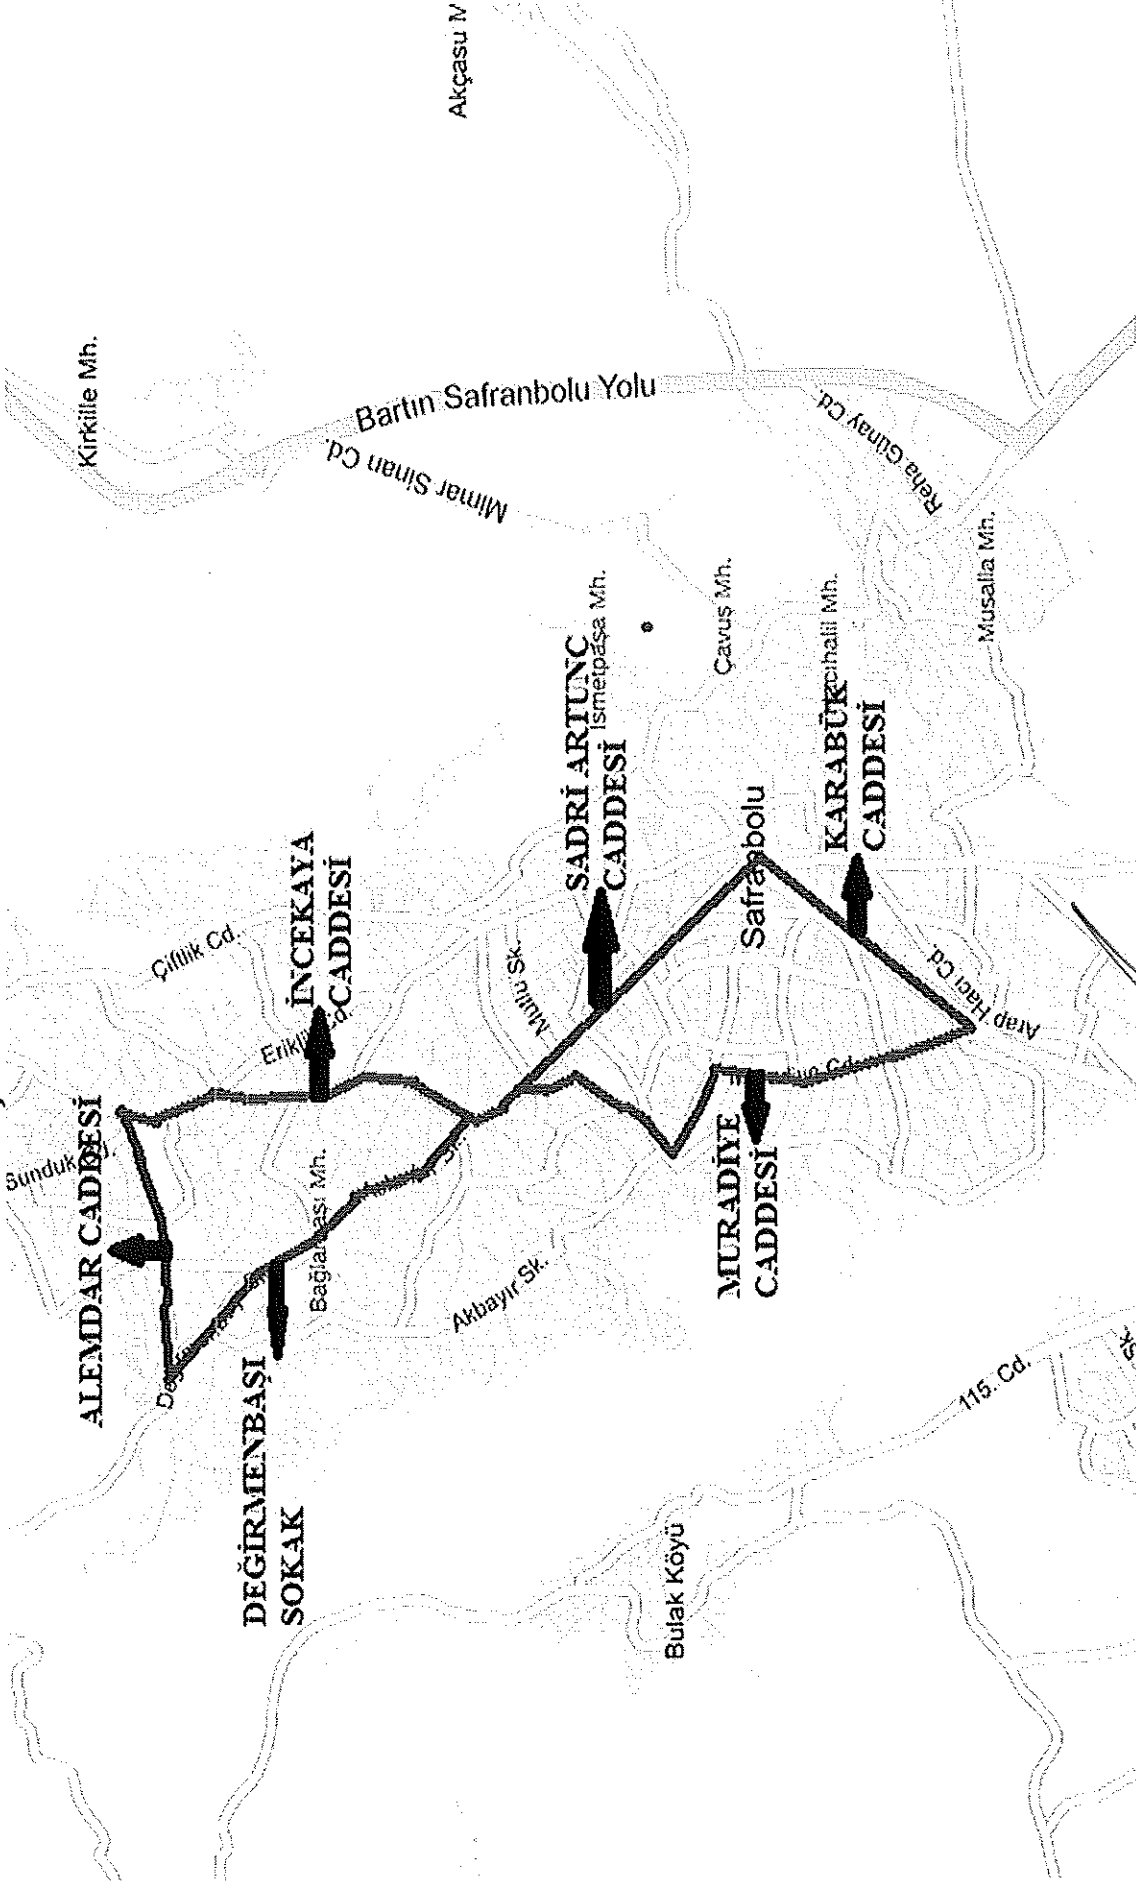 Akçasu M
Kirkille Mh.
Bartın Safranbolu Yolu
Mimar Sinan Cd.
Reha Günay Cd.
Musalla Mh.
İsmetpaşa Mh.
Çavuş Mh.
SADRİ ARTUNÇ
CADDESİ
KARABÜK
CADDESİ
Safranbolu
Çiftlik Cd.
İNCEKAYA
CADDESİ
Mutlu Sk.
Arap Hacı Cd.
ALEMDAR CADDESİ
Bağlarbaşı Mh.
MURADİYE
CADDESİ
Akbayır Sk.
DEĞİRMENBAŞI
SOKAK
115. Cd.
Bulak Köyü